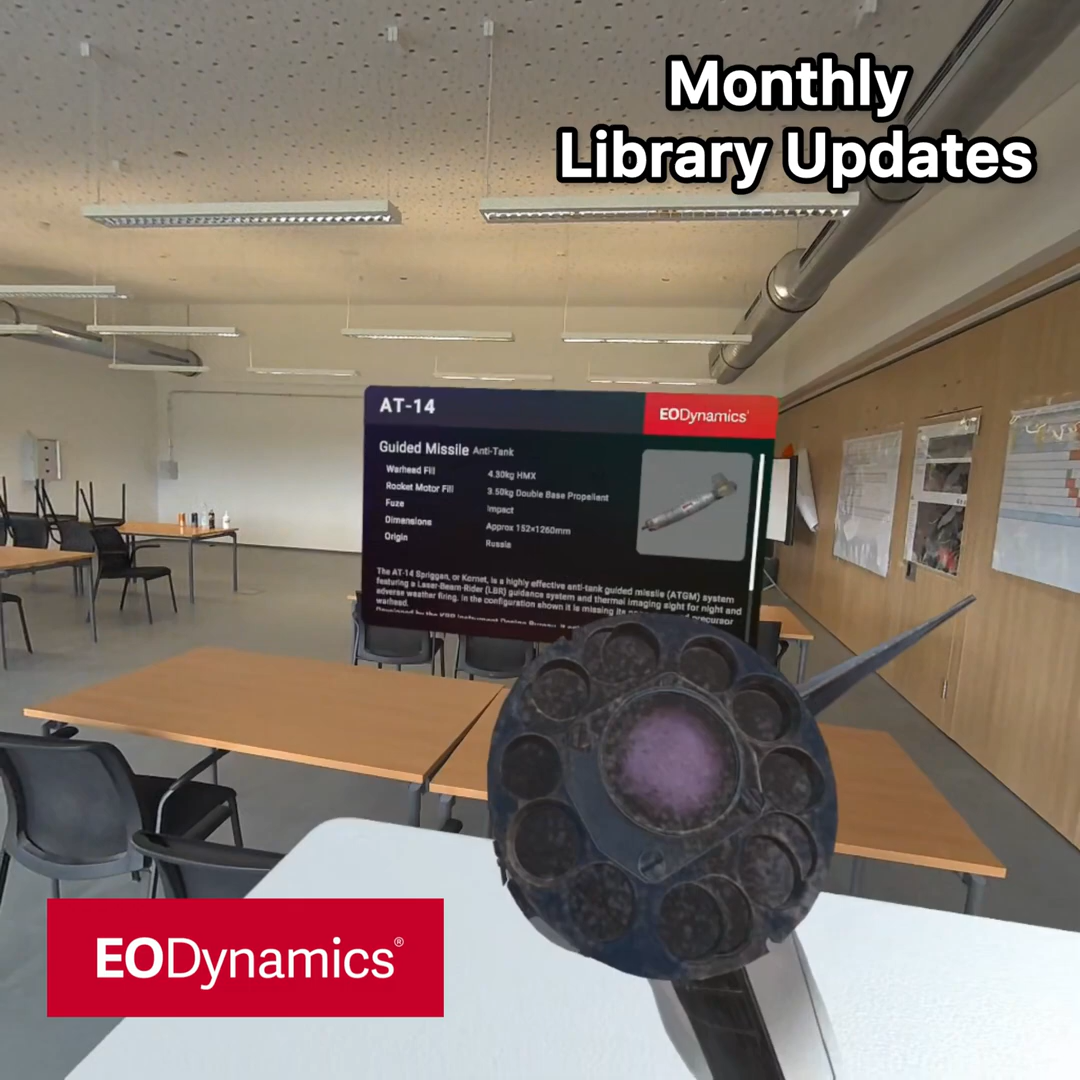 Monthly
Library Updates
AT-14
EODynamics
Guided Missile Anti-Tank
Warhead Fill 4.30kg HMX
Rocket Motor Fill 3.50kg Double Base Propellent
Fuze Impact
Dimensions Approx 152×1260mm
Origin Russia
The AT-14 Spriggan, or Kornet, is a highly effective anti-tank guided missile (ATGM) system
featuring a Laser-Beam-Rider (LBR) guidance system and thermal imaging sight for night and
adverse weather firing. In the configuration shown it is missing its precursor
warhead.
EODynamics®